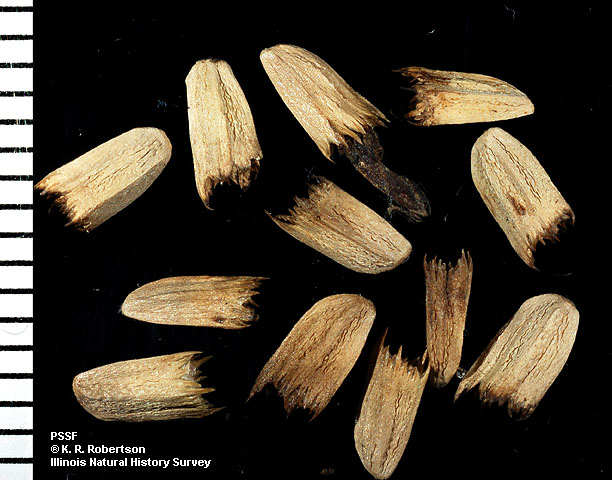 PSSF
© K. R. Robertson
Illinois Natural History Survey